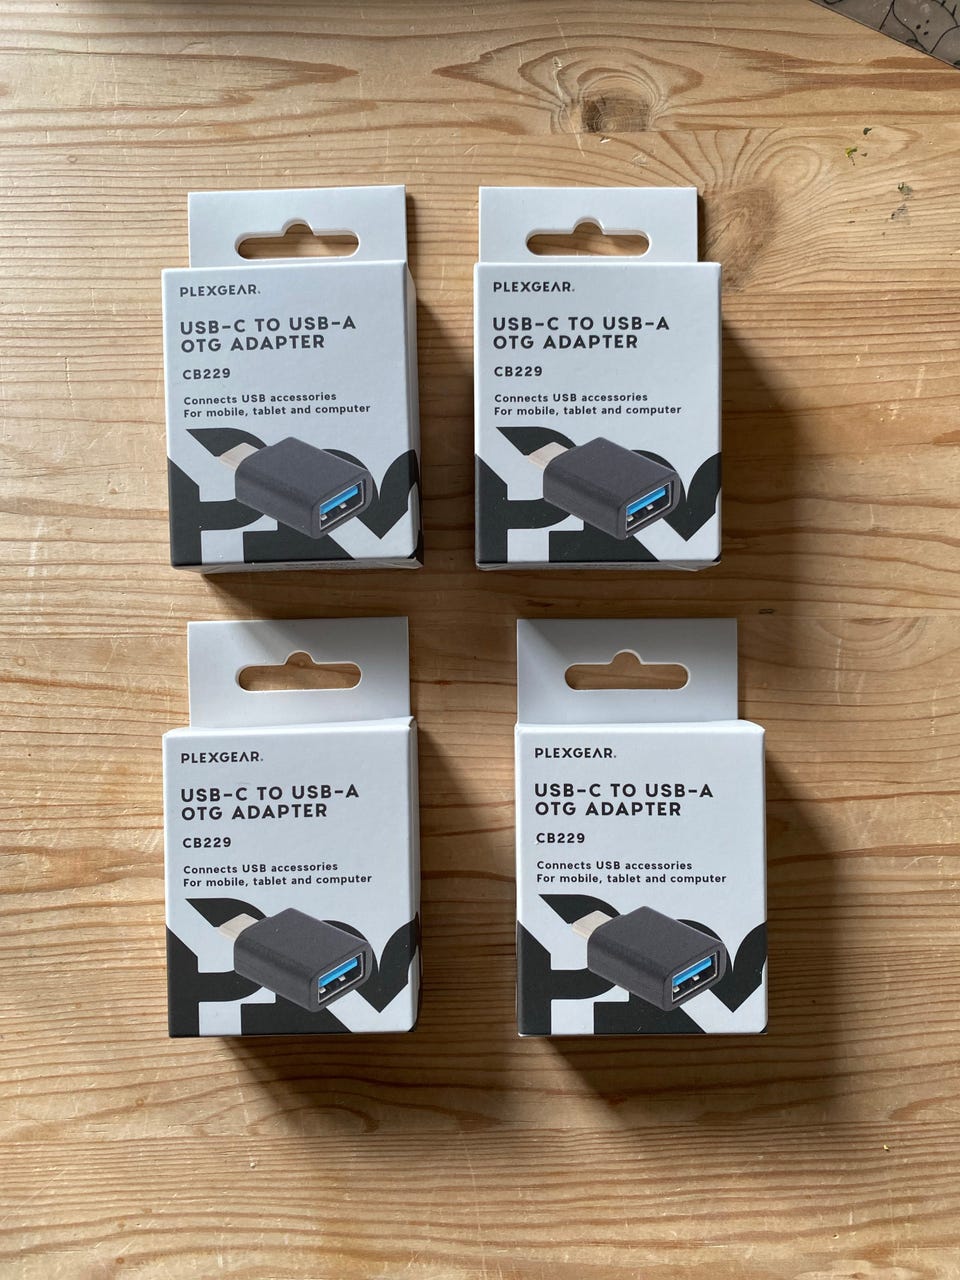 PLEXGEAR.
USB-C TO USB-A
OTG ADAPTER
CB229
Connects USB accessories
For mobile, tablet and computer
PLEXGEAR.
USB-C TO USB-A
OTG ADAPTER
CB229
Connects USB accessories
For mobile, tablet and computer
PLEXGEAR.
USB-C TO USB-A
OTG ADAPTER
CB229
Connects USB accessories
For mobile, tablet and computer
PLEXGEAR.
USB-C TO USB-A
OTG ADAPTER
CB229
Connects USB accessories
For mobile, tablet and computer